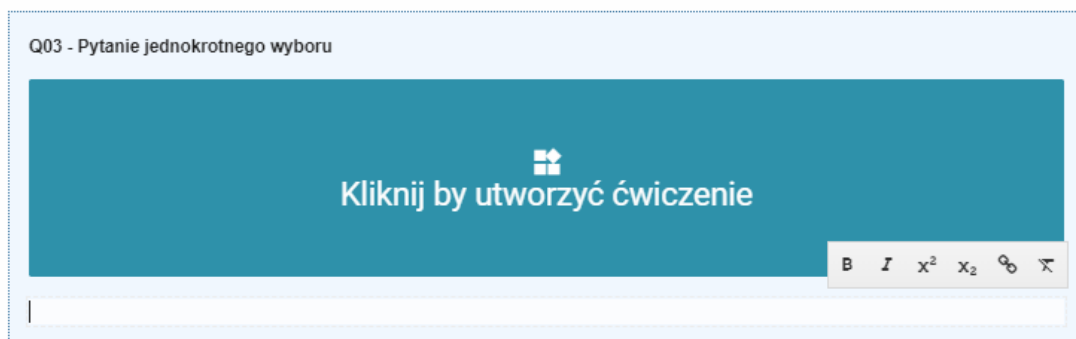 Q03 - Pytanie jednokrotnego wyboru
Kliknij by utworzyć ćwiczenie
B I x² x₂